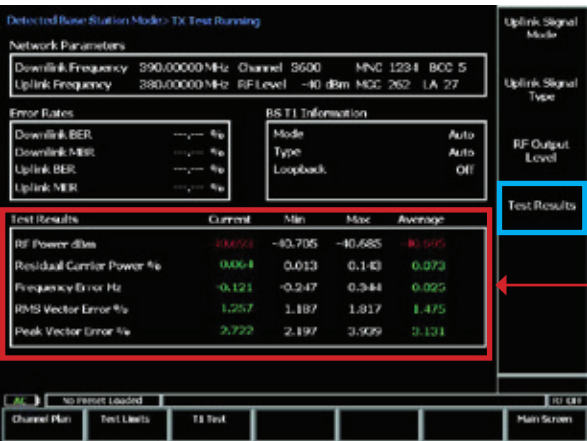 Detected Base Station Mode> TX Test Running
Uplink Signal Mode
Network Parameters
Downlink Frequency 390.00000 MHz Channel 3600 MNC 1234 BCC 5
Uplink Frequency 380.00000 MHz RF Level -40 dBm MCC 262 LA 27
Uplink Signal Type
Error Rates
BS T1 Information
Downlink BER ---.--- %
Mode Auto
Downlink MER ---.--- %
Type Auto
Uplink BER ---.--- %
Loopback Off
Uplink MER ---.--- %
RF Output Level
Test Results
Test Results Current Min Max Average
RF Power dBm -40.705 -40.685
Residual Carrier Power % 0.064 0.013 0.143 0.073
Frequency Error Hz -0.121 -0.247 0.344 0.025
RMS Vector Error % 1.257 1.187 1.817 1.475
Peak Vector Error % 2.722 2.197 3.939 3.131
AC No Preset Loaded RF OFF
Channel Plan Test Limits T1 Test Main Screen